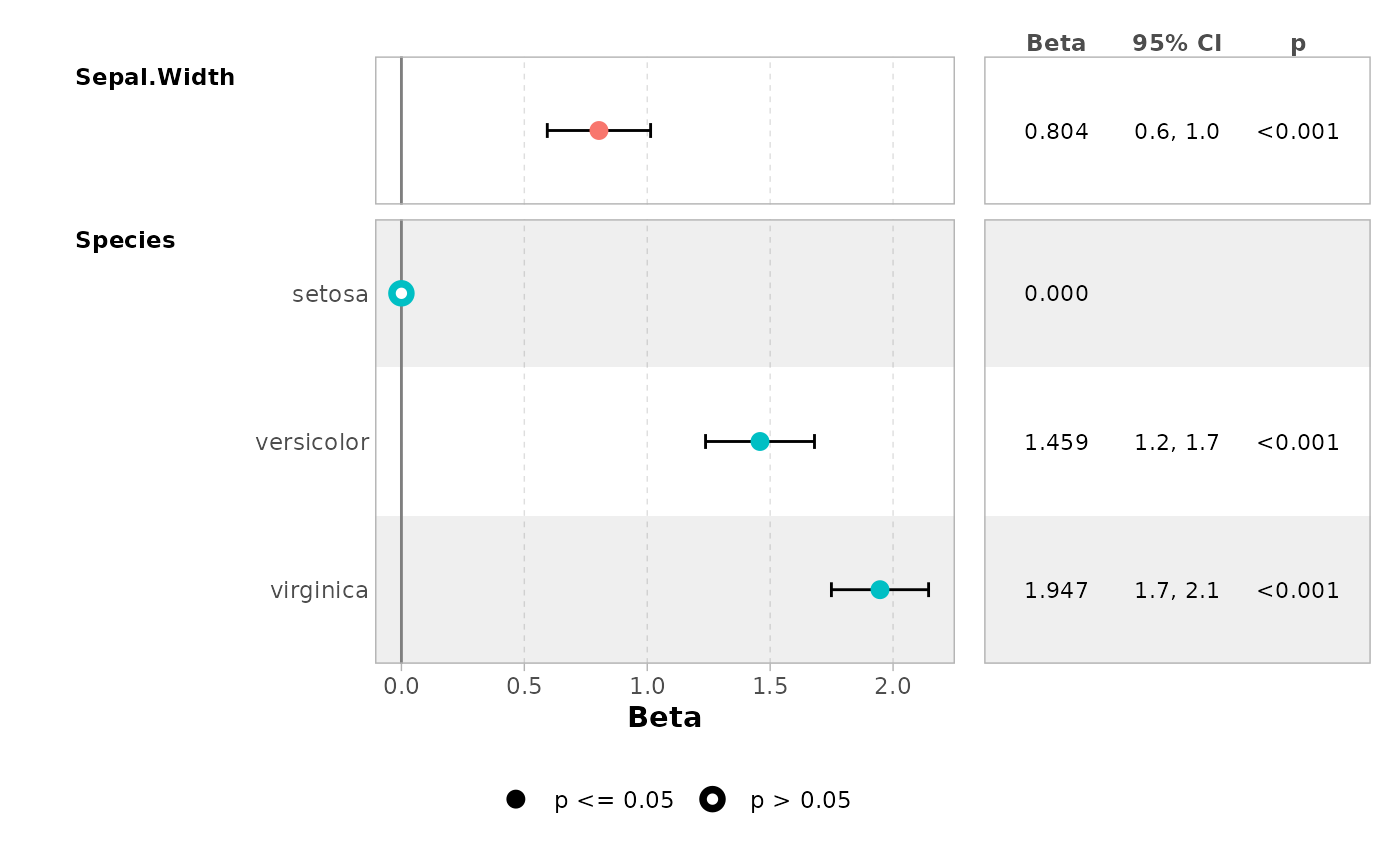 Beta 95% CI p
Sepal.Width
0.804 0.6, 1.0 <0.001
Species
setosa 0.000
versicolor 1.459 1.2, 1.7 <0.001
virginica 1.947 1.7, 2.1 <0.001
0.0 0.5 1.0 1.5 2.0
Beta
p <= 0.05 p > 0.05